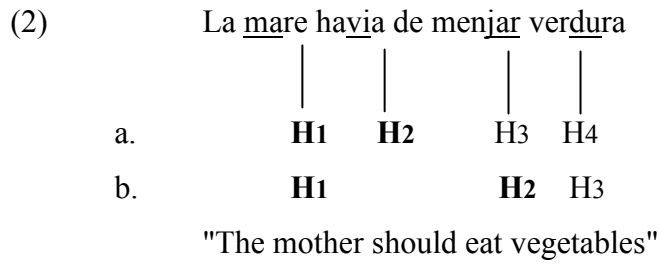 (2) La mare havia de menjar verdura
a. H1 H2 H3 H4
b. H1 H2 H3
"The mother should eat vegetables"